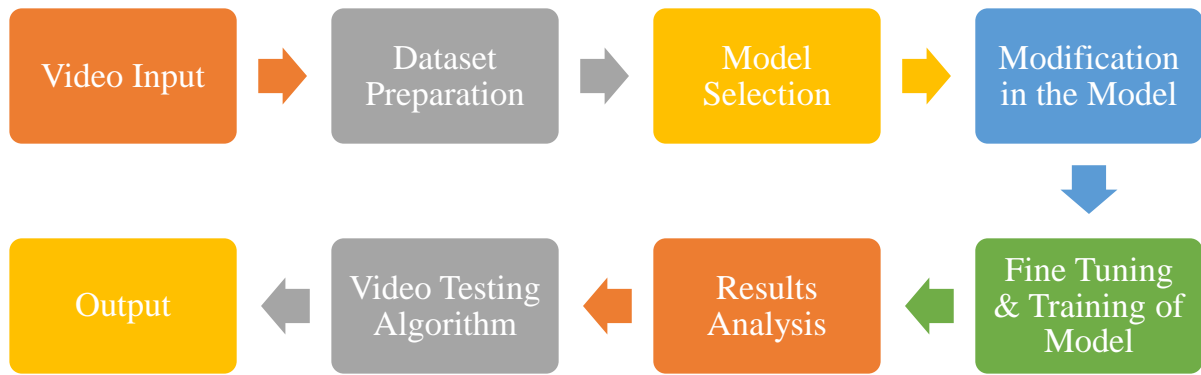 Video Input
Dataset
Preparation
Model
Selection
Modification
in the Model
Fine Tuning
& Training of
Model
Results
Analysis
Video Testing
Algorithm
Output